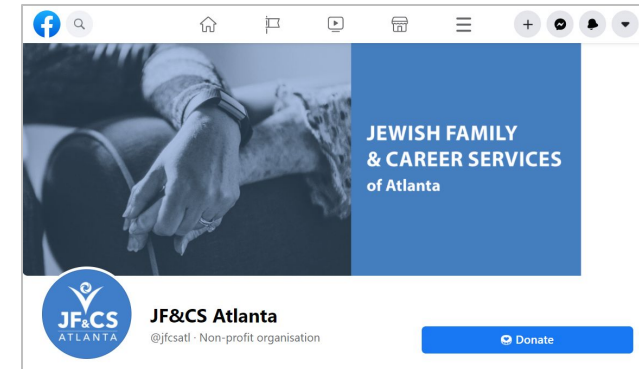 JEWISH FAMILY
& CAREER SERVICES
of Atlanta
JF&CS
ATLANTA
JF&CS Atlanta
@jfcsatl · Non-profit organisation
Donate